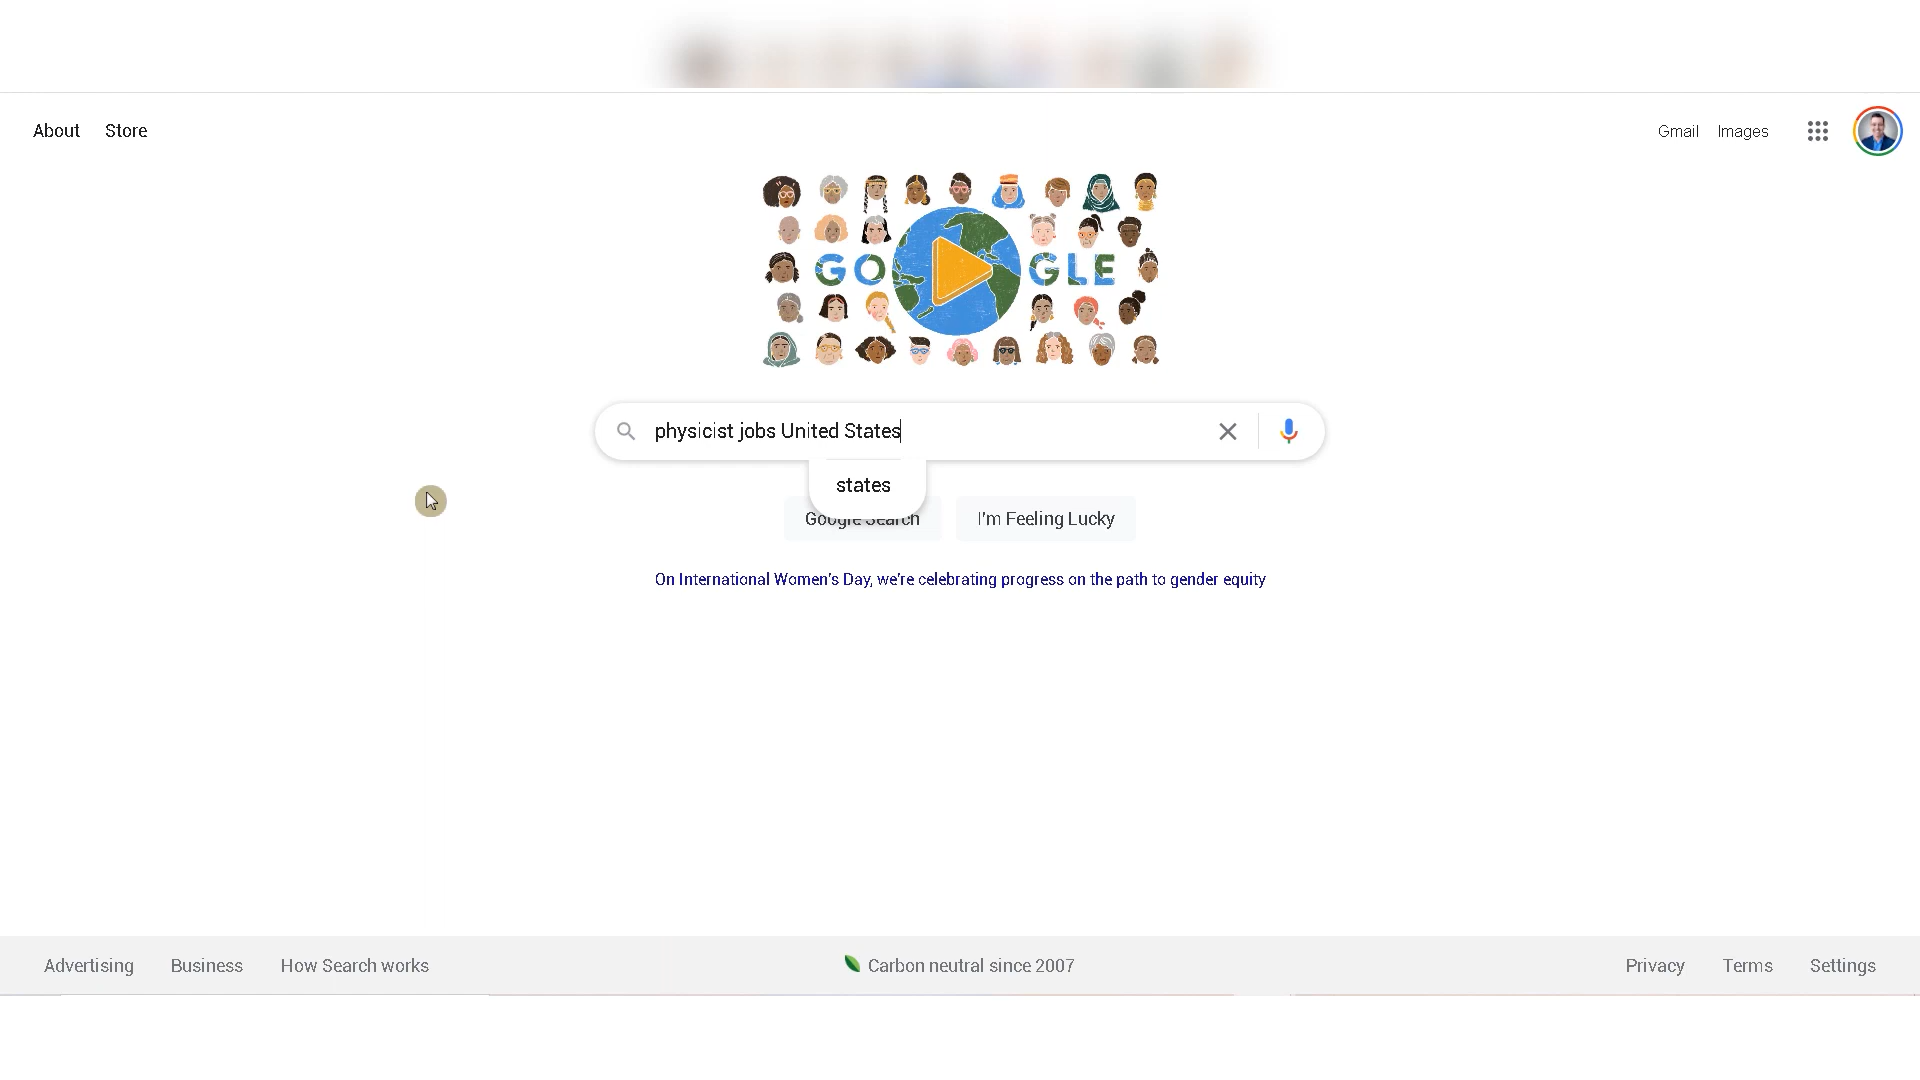 About Store
Gmail Images
GO GLE
physicist jobs United States
states
Google Search I'm Feeling Lucky
On International Women's Day, we're celebrating progress on the path to gender equity
Advertising Business How Search works Carbon neutral since 2007 Privacy Terms Settings